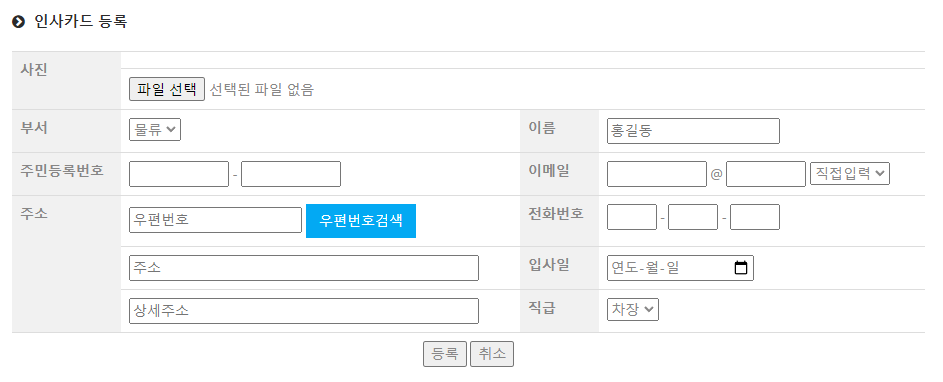 인사카드 등록
사진
파일 선택 선택된 파일 없음
부서 물류 이름 홍길동
주민등록번호 - 이메일 @ 직접입력
주소 우편번호 우편번호검색 전화번호 - -
주소 입사일 연도-월-일
상세주소 직급 차장
등록 취소